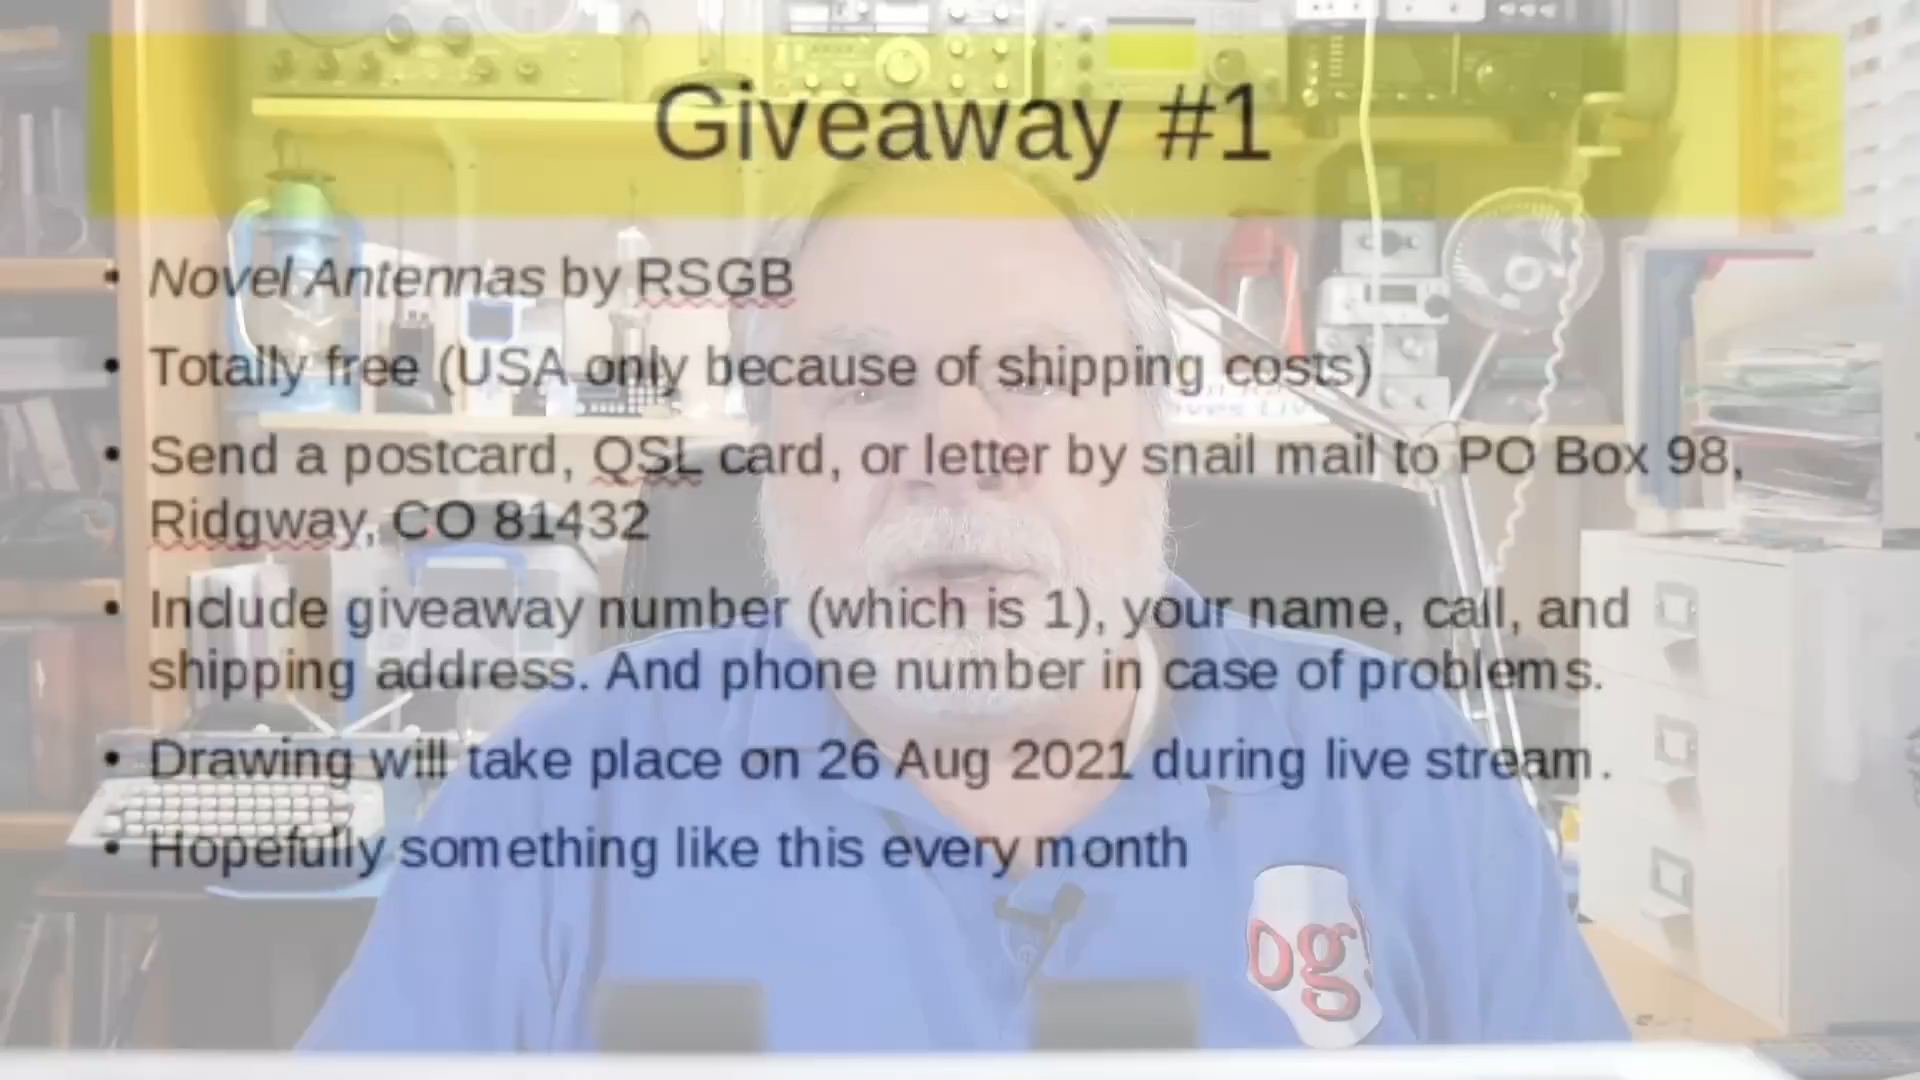 Giveaway #1
• Novel Antennas by RSGB
• Totally free (USA only because of shipping costs)
• Send a postcard, QSL card, or letter by snail mail to PO Box 98,
Ridgway, CO 81432
• Include giveaway number (which is 1), your name, call, and
shipping address. And phone number in case of problems.
• Drawing will take place on 26 Aug 2021 during live stream.
• Hopefully something like this every month
og